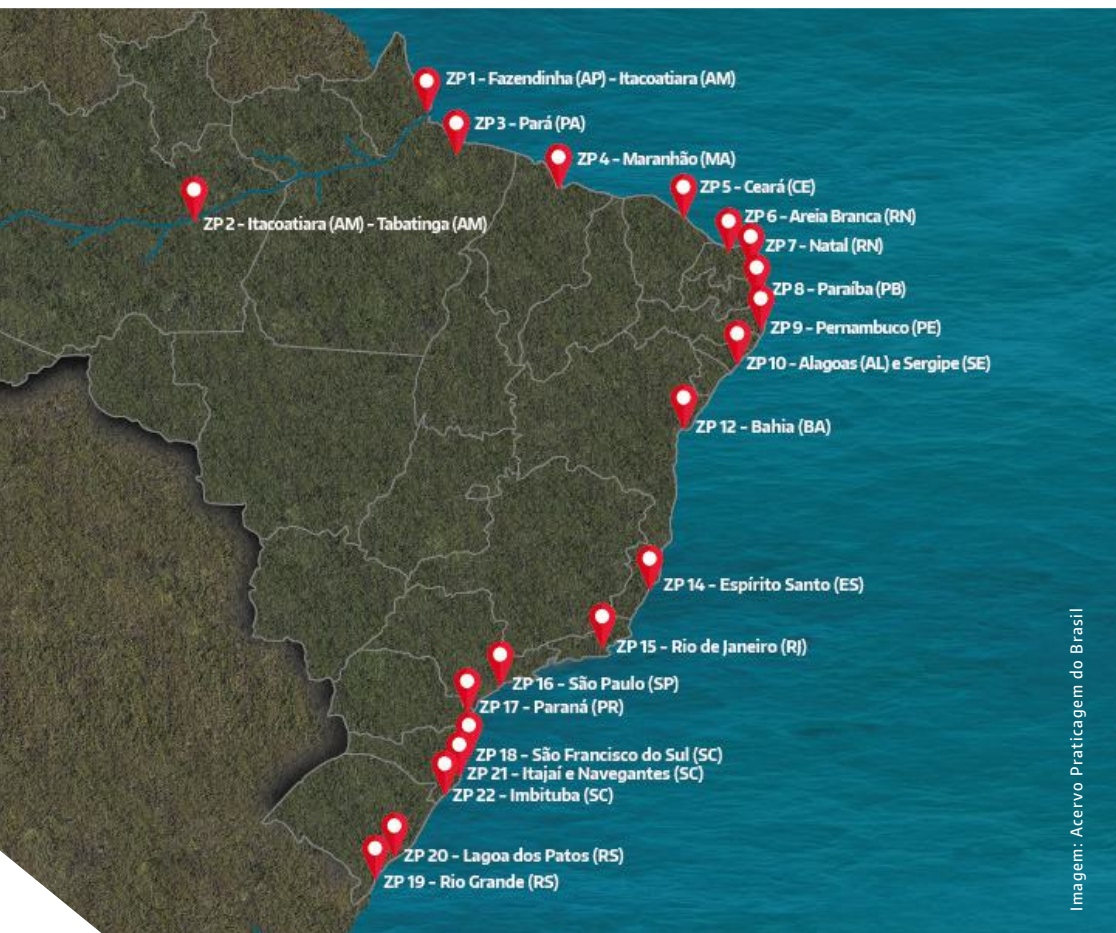 ZP 1 - Fazendinha (AP) - Itacoatiara (AM)
ZP 3 - Pará (PA)
ZP 4 - Maranhão (MA)
ZP 5 - Ceará (CE)
ZP 6 - Areia Branca (RN)
ZP 2 - Itacoatiara (AM) - Tabatinga (AM)
ZP 7 - Natal (RN)
ZP 8 - Paraíba (PB)
ZP 9 - Pernambuco (PE)
ZP 10 - Alagoas (AL) e Sergipe (SE)
ZP 12 - Bahia (BA)
ZP 14 - Espírito Santo (ES)
ZP 15 - Rio de Janeiro (RJ)
ZP 16 - São Paulo (SP)
ZP 17 - Paraná (PR)
ZP 18 - São Francisco do Sul (SC)
ZP 21 - Itajaí e Navegantes (SC)
ZP 22 - Imbituba (SC)
ZP 20 - Lagoa dos Patos (RS)
ZP 19 - Rio Grande (RS)
Imagem: Acervo Praticagem do Brasil